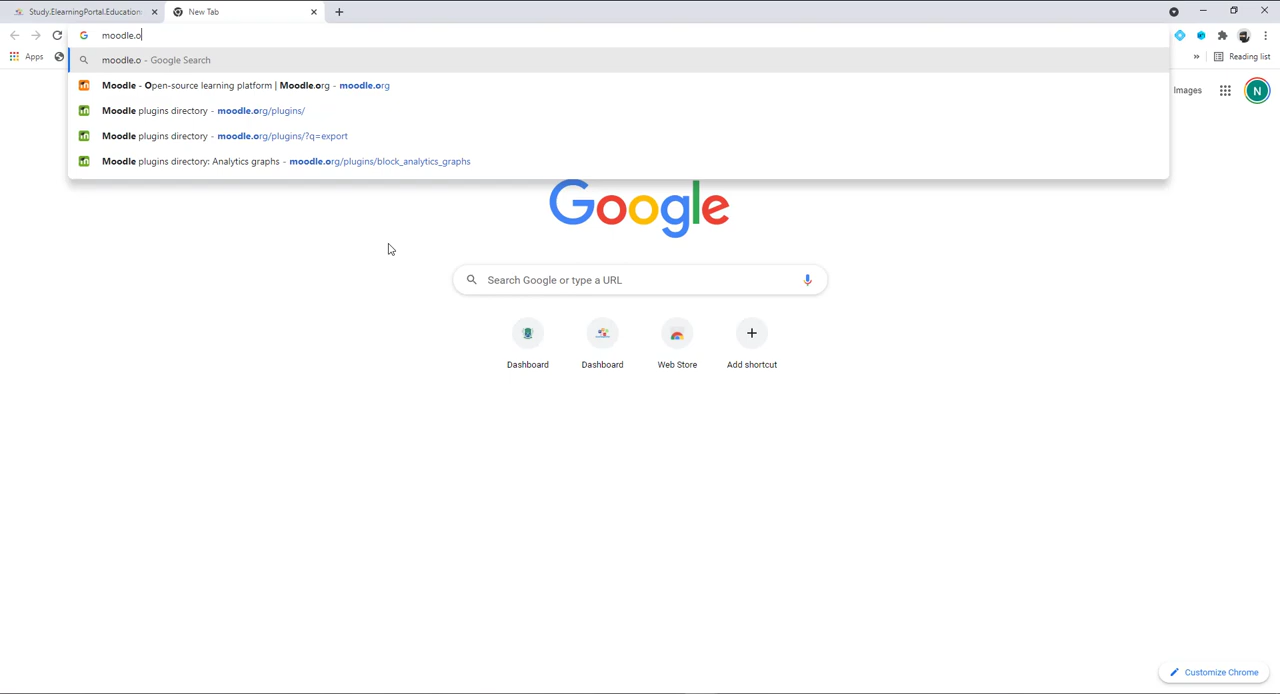 Study.ElearningPortal.Education:
New Tab
moodle.o
Apps
Reading list
moodle.o - Google Search
Moodle - Open-source learning platform | Moodle.org - moodle.org
Moodle plugins directory - moodle.org/plugins/
Moodle plugins directory - moodle.org/plugins/?q=export
Moodle plugins directory: Analytics graphs - moodle.org/plugins/block_analytics_graphs
Images
N
Google
Search Google or type a URL
Dashboard
Dashboard
Web Store
Add shortcut
Customize Chrome